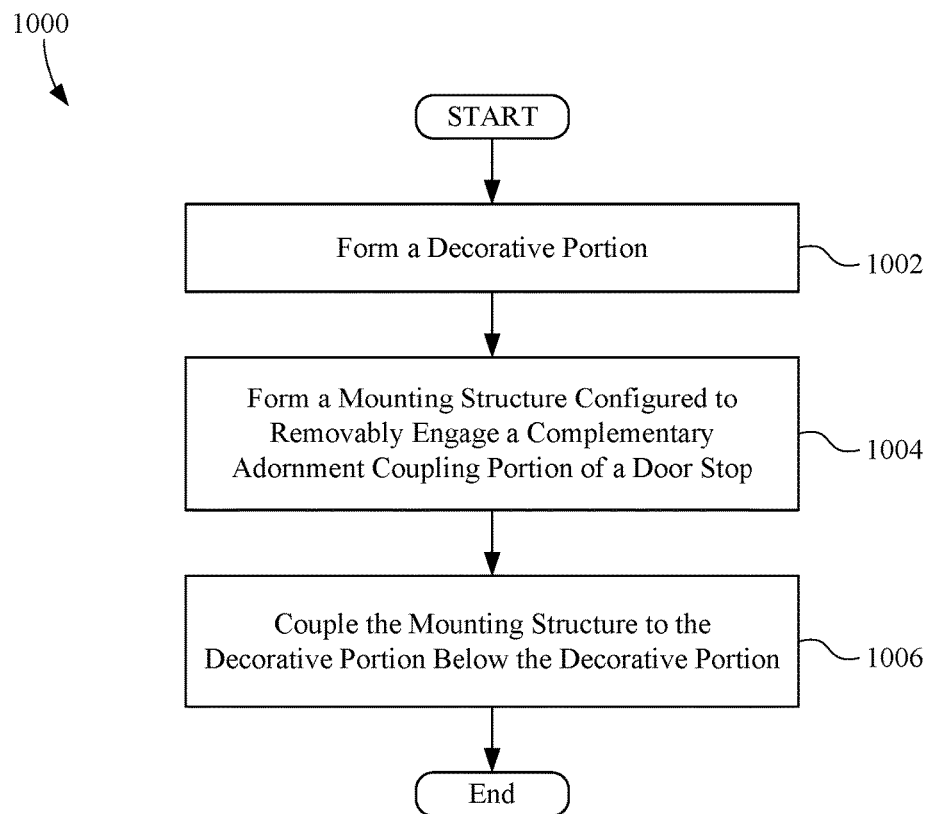 1000
START
Form a Decorative Portion
1002
Form a Mounting Structure Configured to
Removably Engage a Complementary
Adornment Coupling Portion of a Door Stop
1004
Couple the Mounting Structure to the
Decorative Portion Below the Decorative Portion
1006
End